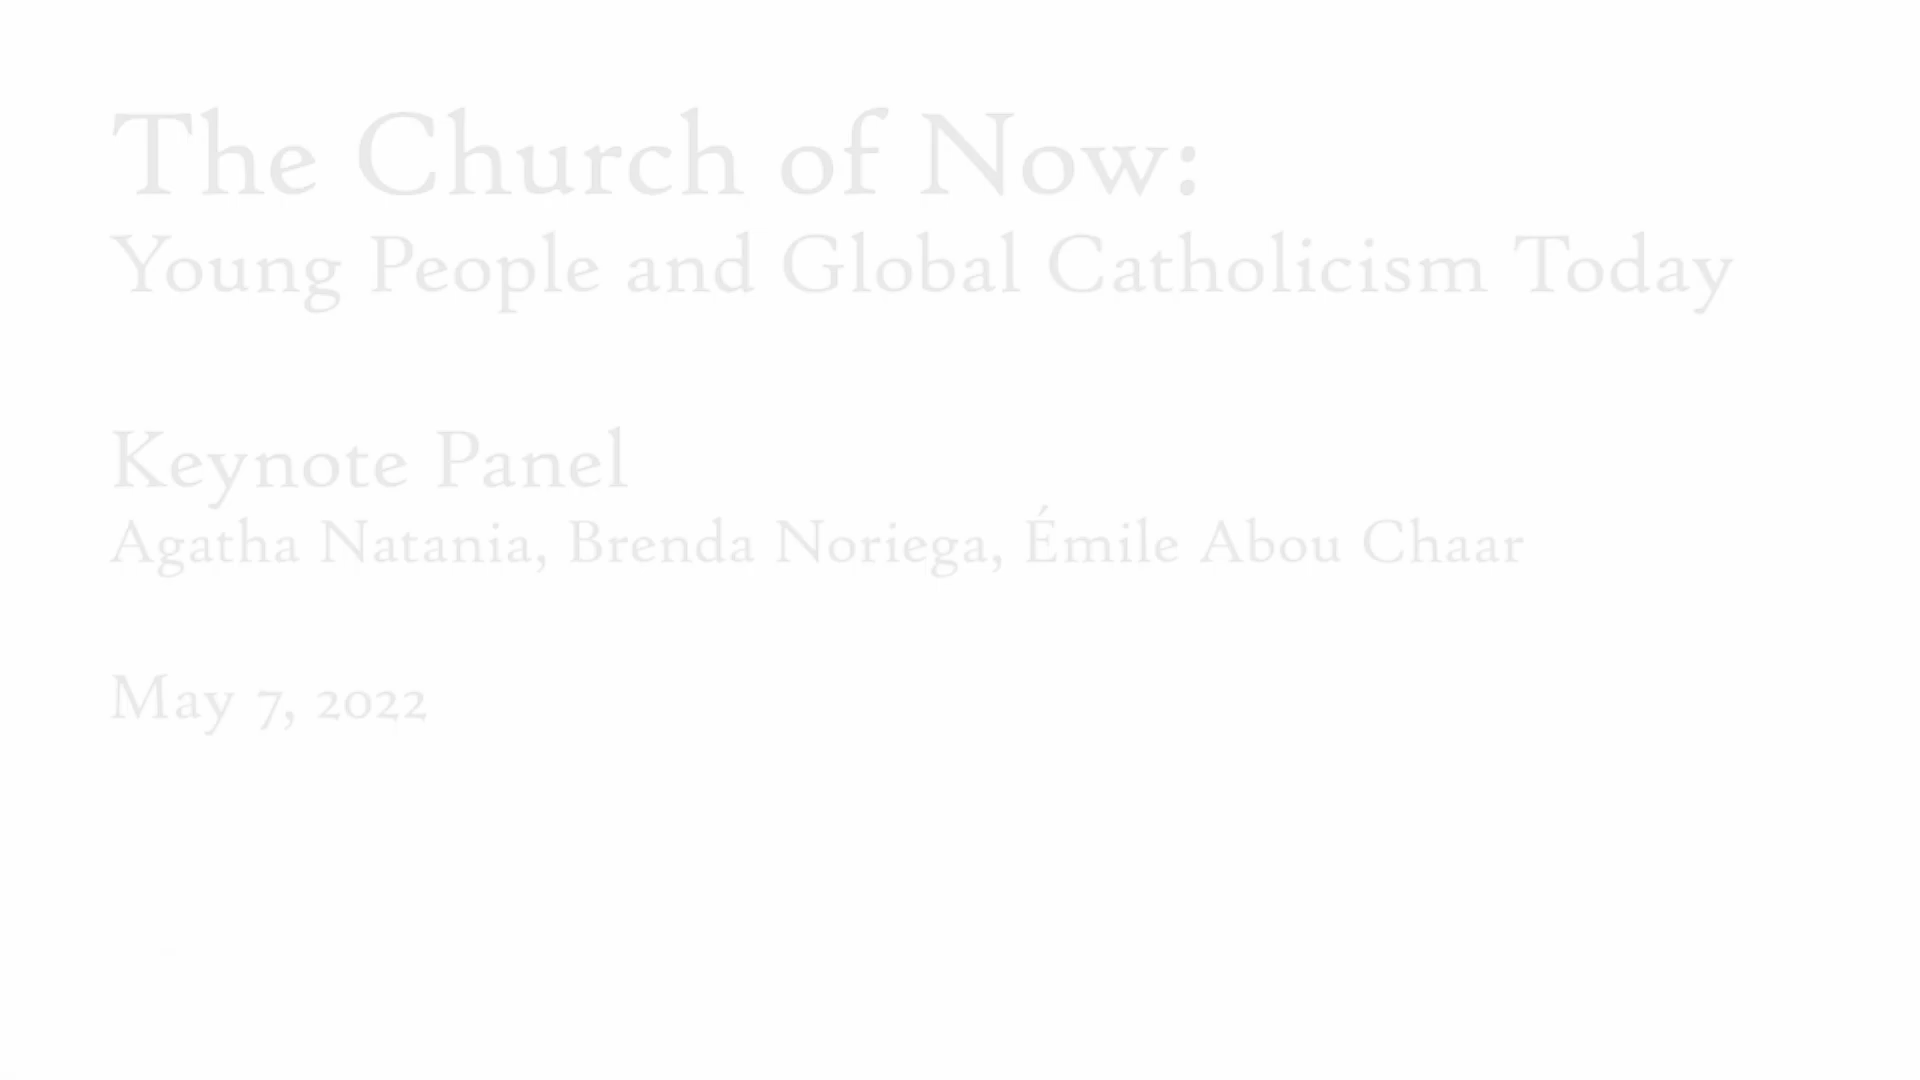 The Church of Now:
Young People and Global Catholicism Today
Keynote Panel
Agatha Natania, Brenda Noriega, Émile Abou Chaar
May 7, 2022